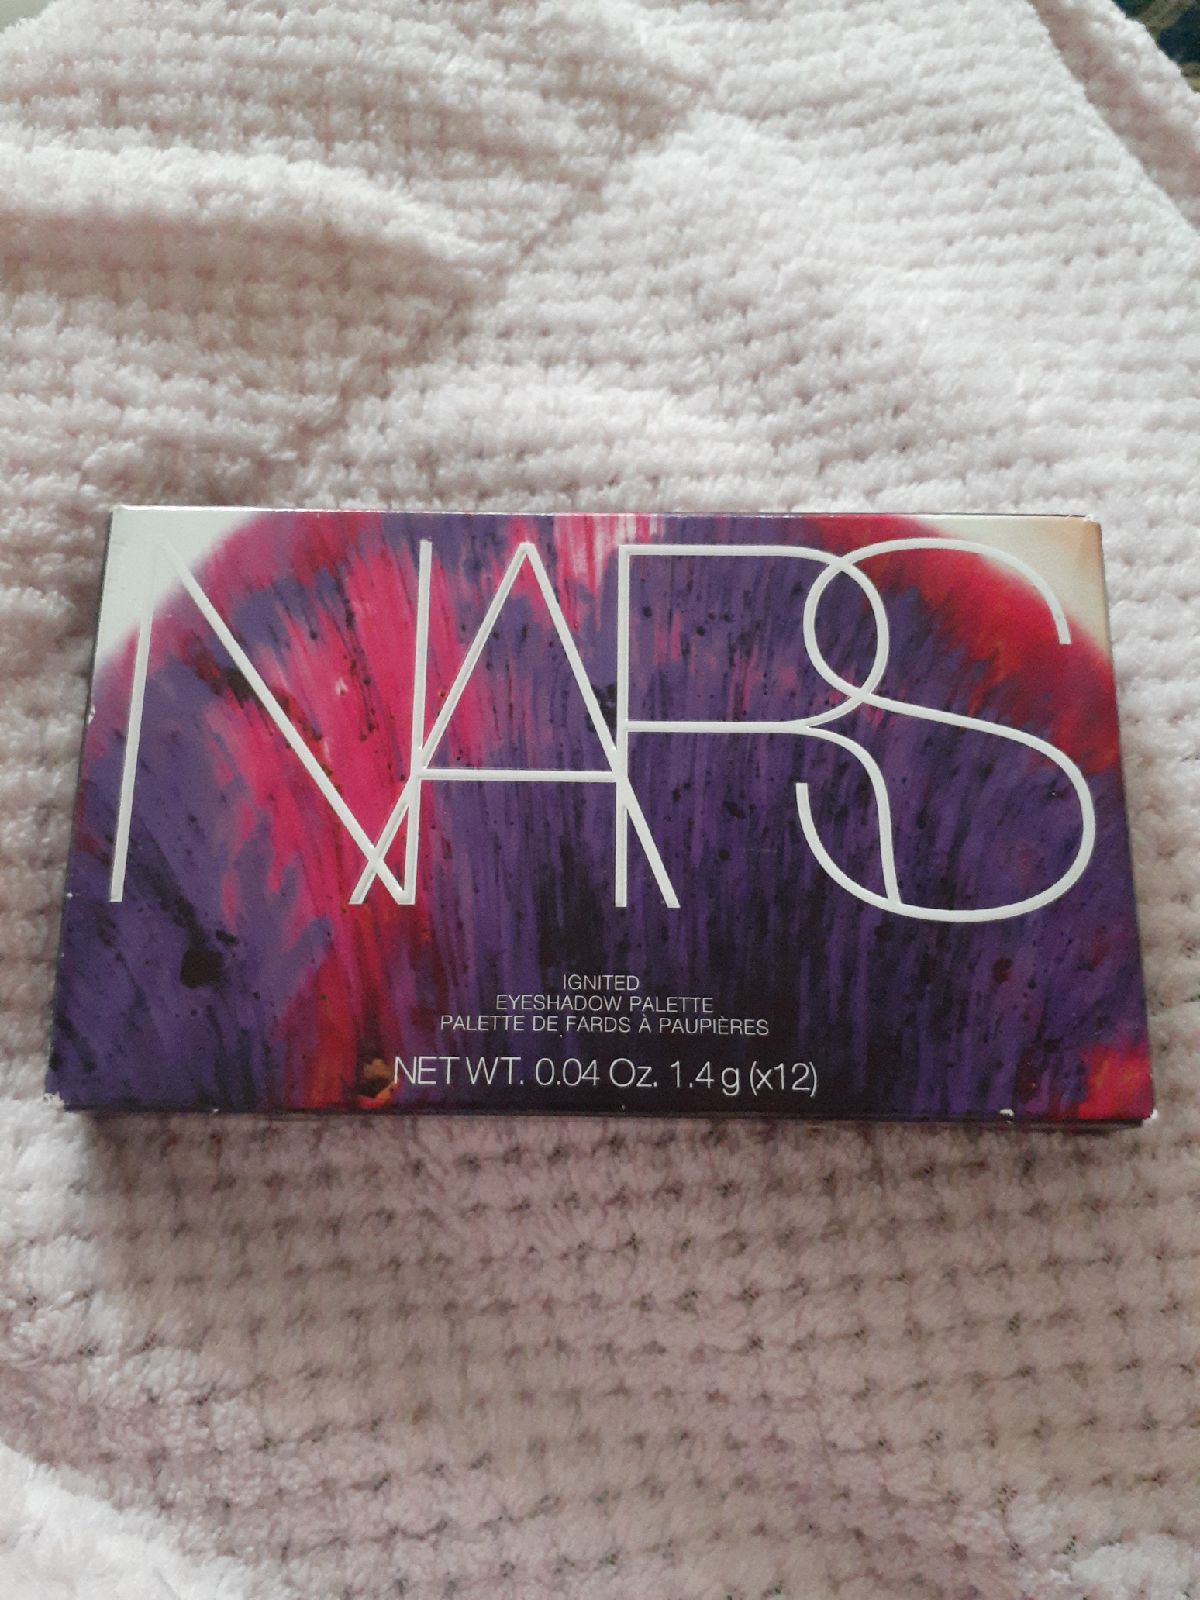 NARS
IGNITED
EYESHADOW PALETTE
PALETTE DE FARDS À PAUPIÈRES
NET WT. 0.04 Oz. 1.4 g (x12)